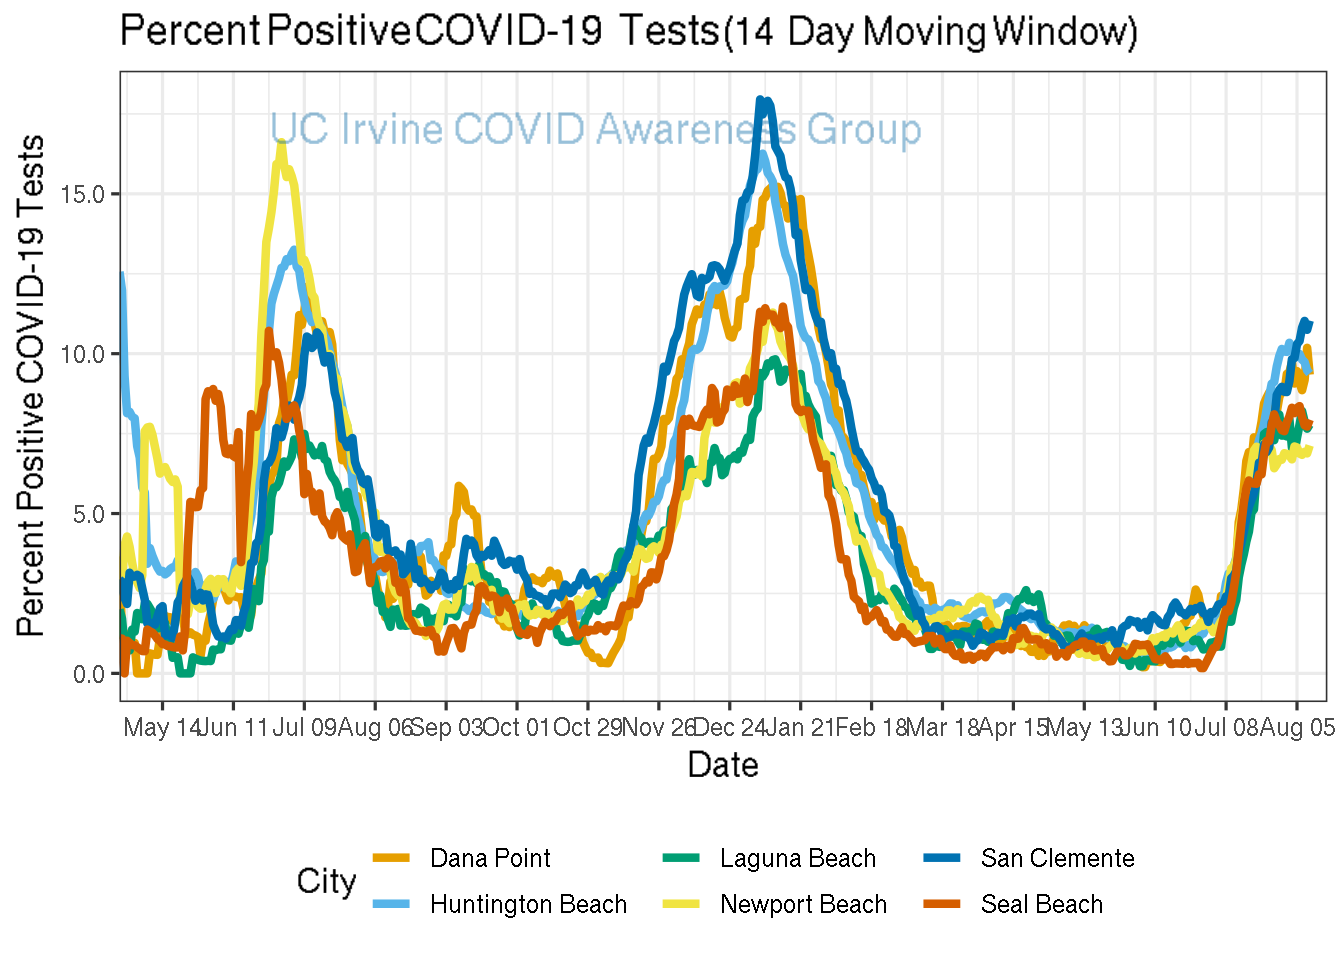 Percent Positive COVID-19 Tests(14 Day Moving Window)
UC Irvine COVID Awareness Group
Percent Positive COVID-19 Tests
15.0
10.0
5.0
0.0
May 14 Jun 11 Jul 09 Aug 06 Sep 03 Oct 01 Oct 29 Nov 26 Dec 24 Jan 21 Feb 18 Mar 18 Apr 15 May 13 Jun 10 Jul 08 Aug 05
Date
City
Dana Point Laguna Beach San Clemente
Huntington Beach Newport Beach Seal Beach